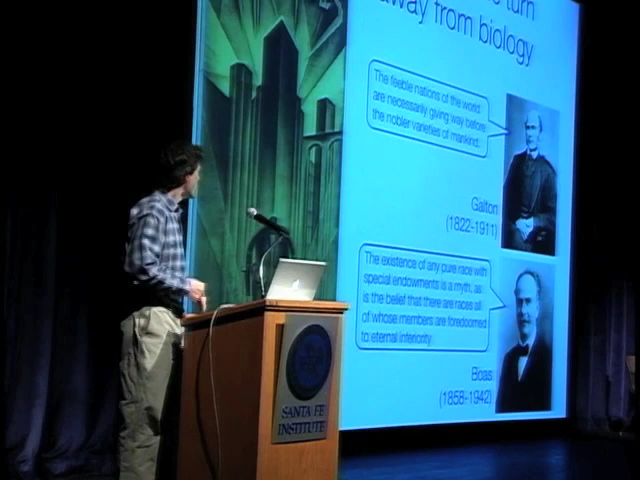 turn
away from biology
The feeble nations of the world
are necessarily giving way before
the nobler varieties of mankind.
Galton
(1822-1911)
The existence of any pure race with
special endowments is a myth, as
is the belief that there are races all
of whose members are foredoomed
to eternal inferiority.
Boas
(1858-1942)
SANTA FE
INSTITUTE